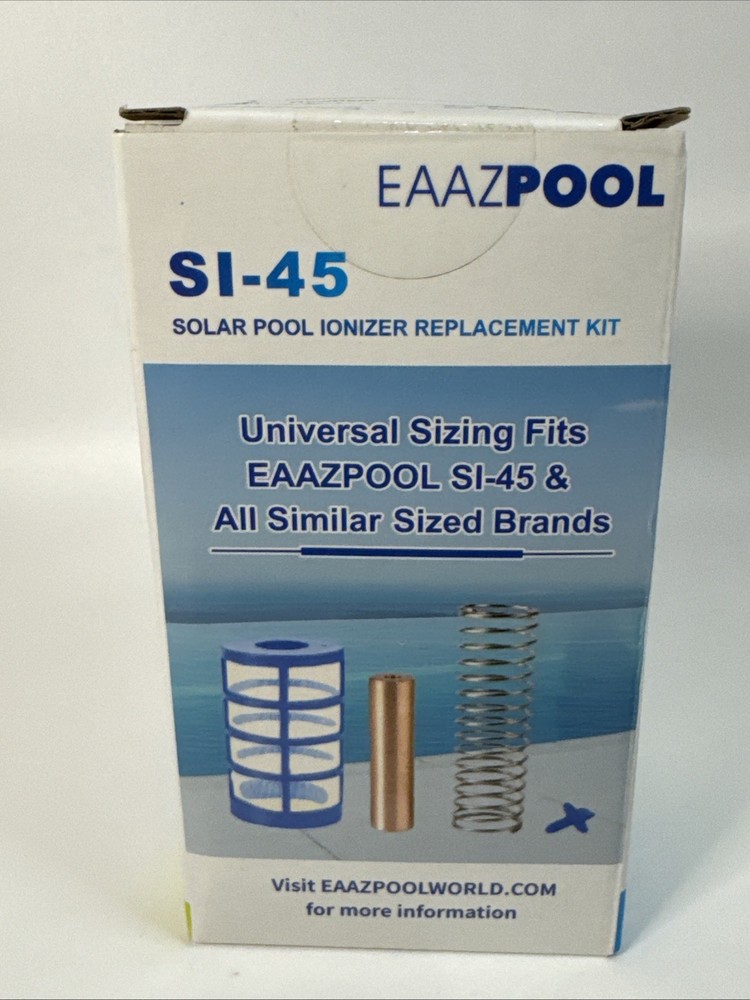 EAAZPOOL
SI-45
SOLAR POOL IONIZER REPLACEMENT KIT
Universal Sizing Fits
EAAZPOOL SI-45 &
All Similar Sized Brands
Visit EAAZPOOLWORLD.COM
for more information